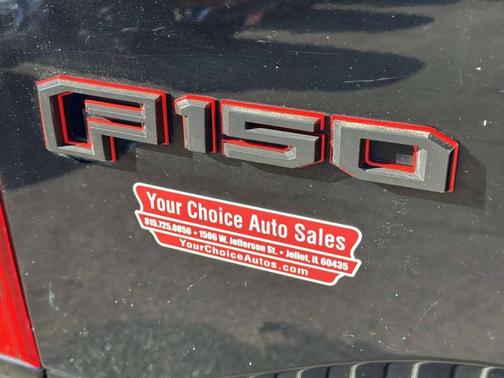 F150
Your Choice Auto Sales
815.725.0850 • 1506 W. Jefferson St. • Joliet, IL 60435
YourChoiceAutos.com